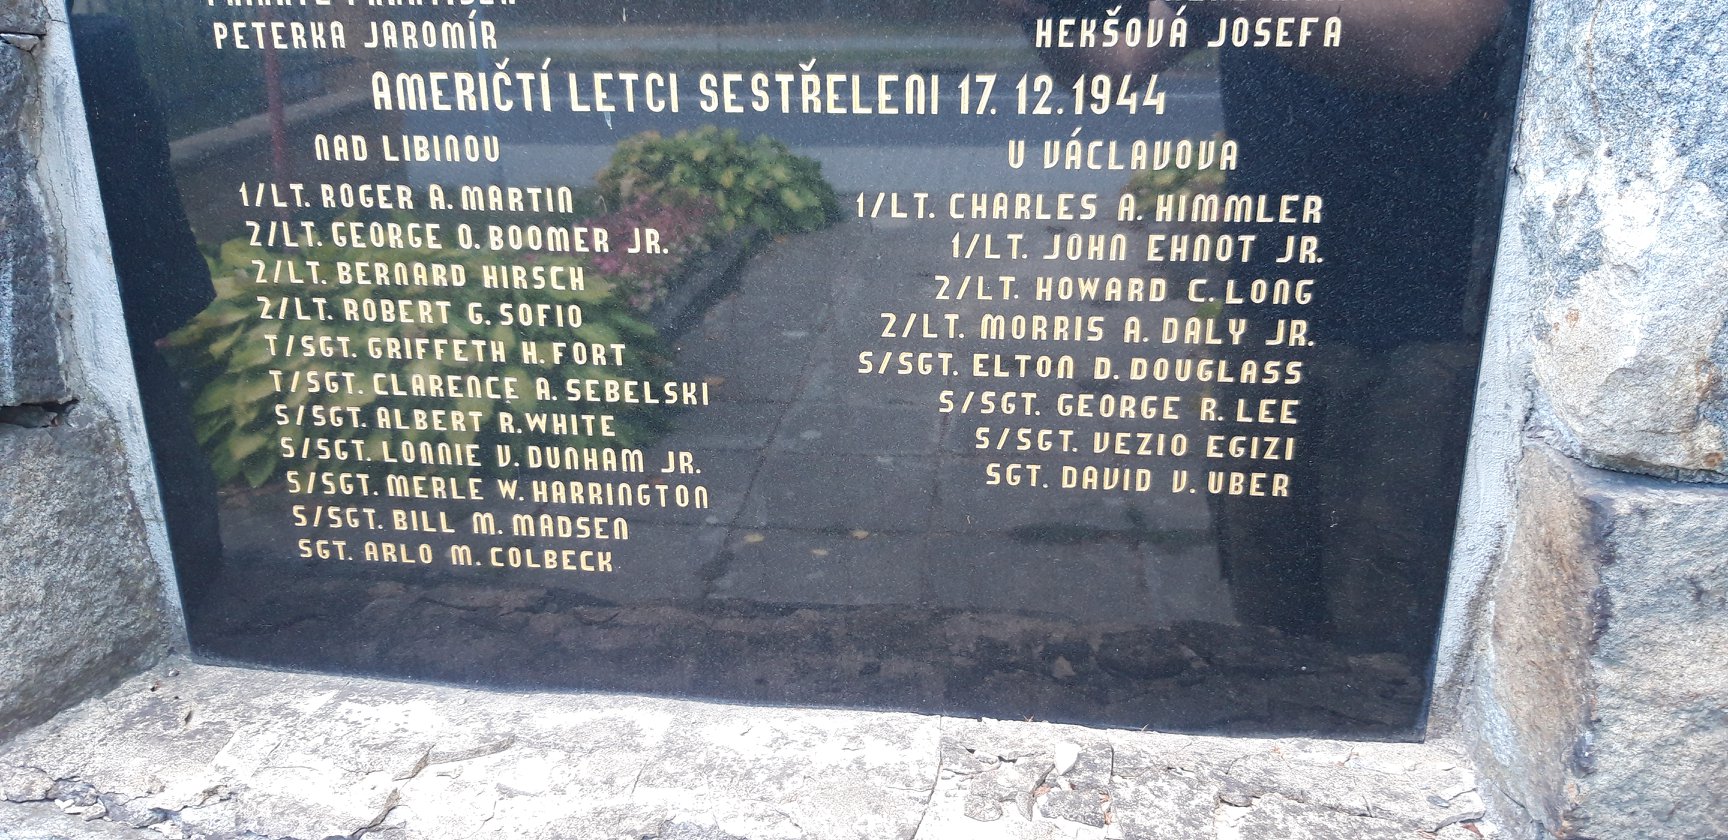 PETERKA JAROMÍR
HEKŠOVÁ JOSEFA
AMERIČTÍ LETCI SESTŘELENI 17. 12. 1944
NAD LIBINOU
1/LT. ROGER A. MARTIN
2/LT. GEORGE O. BOOMER JR.
2/LT. BERNARD HIRSCH
2/LT. ROBERT G. SOFIO
T/SGT. GRIFFETH H. FORT
T/SGT. CLARENCE A. SEBELSKI
S/SGT. ALBERT R. WHITE
S/SGT. LONNIE V. DUNHAM JR.
S/SGT. MERLE W. HARRINGTON
S/SGT. BILL M. MADSEN
SGT. ARLO M. COLBECK
U VÁCLAVOVA
1/LT. CHARLES A. HIMMLER
1/LT. JOHN EHNOT JR.
2/LT. HOWARD C. LONG
2/LT. MORRIS A. DALY JR.
S/SGT. ELTON D. DOUGLASS
S/SGT. GEORGE R. LEE
S/SGT. VEZIO EGIZI
SGT. DAVID V. UBER